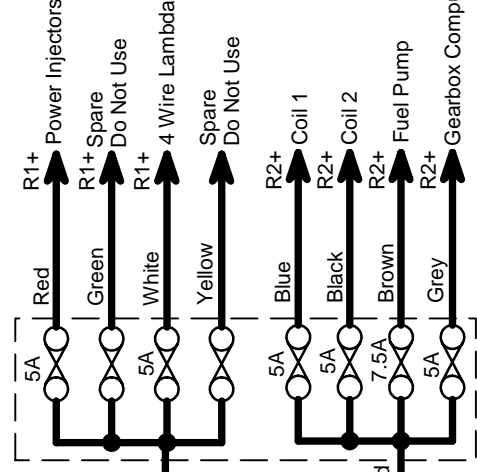 Power Injectors
Spare
Do Not Use
4 Wire Lambda
Spare
Do Not Use
Coil 1
Coil 2
Fuel Pump
Gearbox
R1+
R1+
R1+
R2+
R2+
R2+
R2+
Red
Green
White
Yellow
Blue
Black
Brown
Grey
5A
5A
5A
5A
7.5A
5A